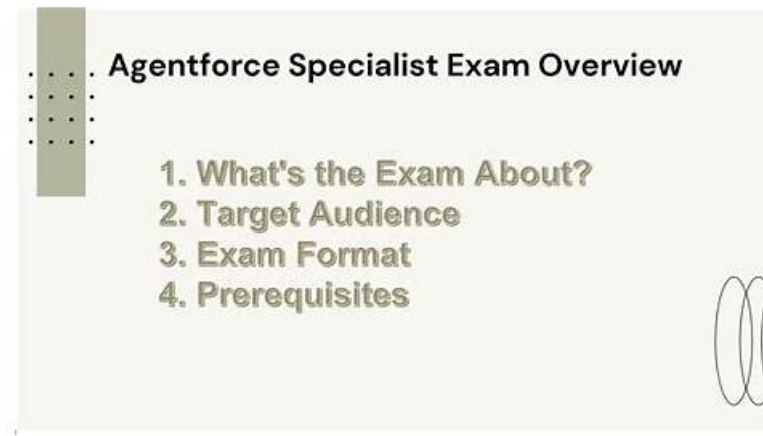 Agentforce Specialist Exam Overview
1. What's the Exam About?
2. Target Audience
3. Exam Format
4. Prerequisites